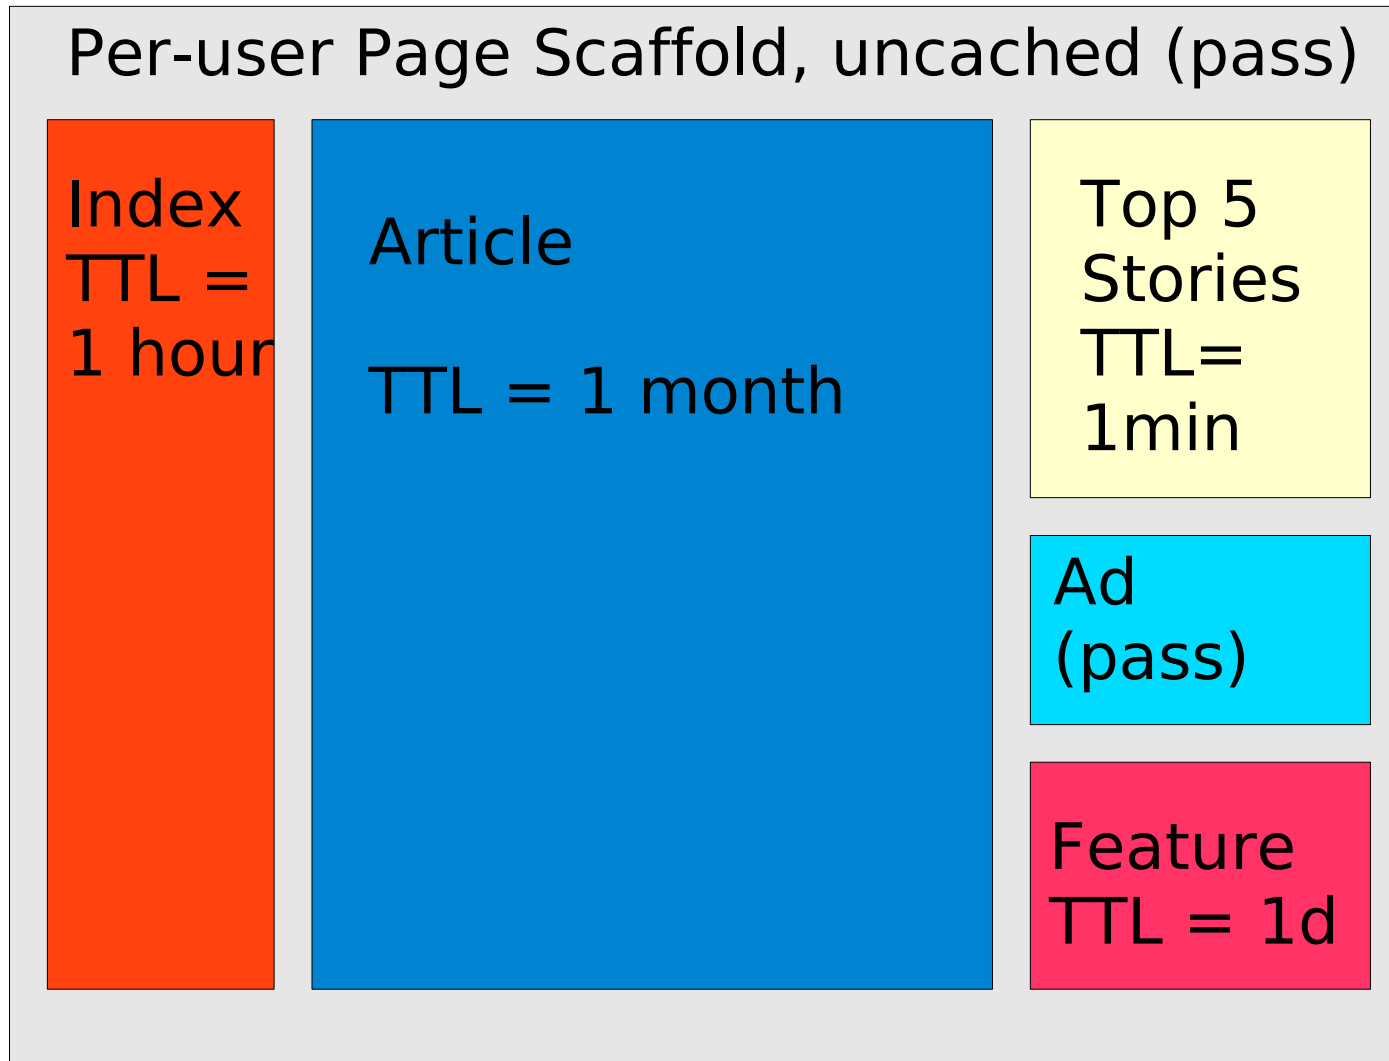 Per-user Page Scaffold, uncached (pass)
Index
TTL =
1 hour
Article
TTL = 1 month
Top 5
Stories
TTL=
1min
Ad
(pass)
Feature
TTL = 1d